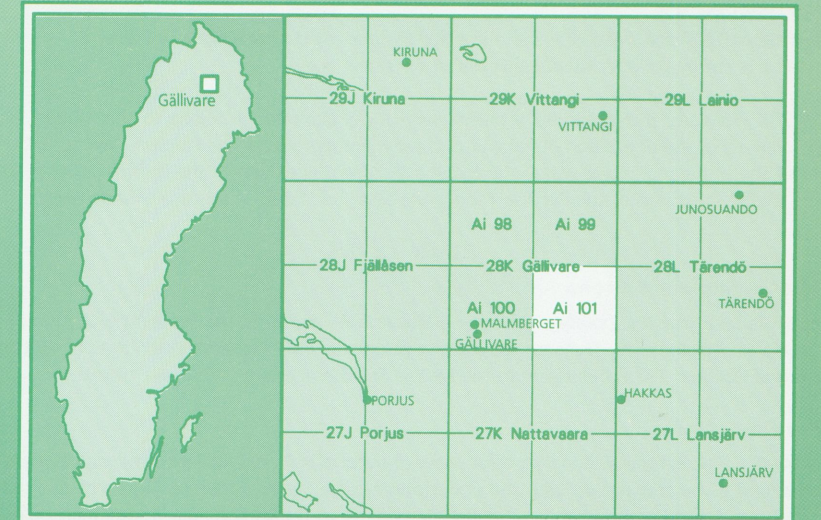 Gällivare
KIRUNA
29J Kiruna
29K Vittangi
29L Lainio
VITTANGI
JUNOSUANDO
Ai 98
Ai 99
28J Fjällåsen
28K Gällivare
28L Tärendö
TÄRENDÖ
Ai 100
Ai 101
MALMBERGET
GÄLLIVARE
HAKKAS
PORJUS
27J Porjus
27K Nattavaara
27L Lansjärv
LANSJÄRV